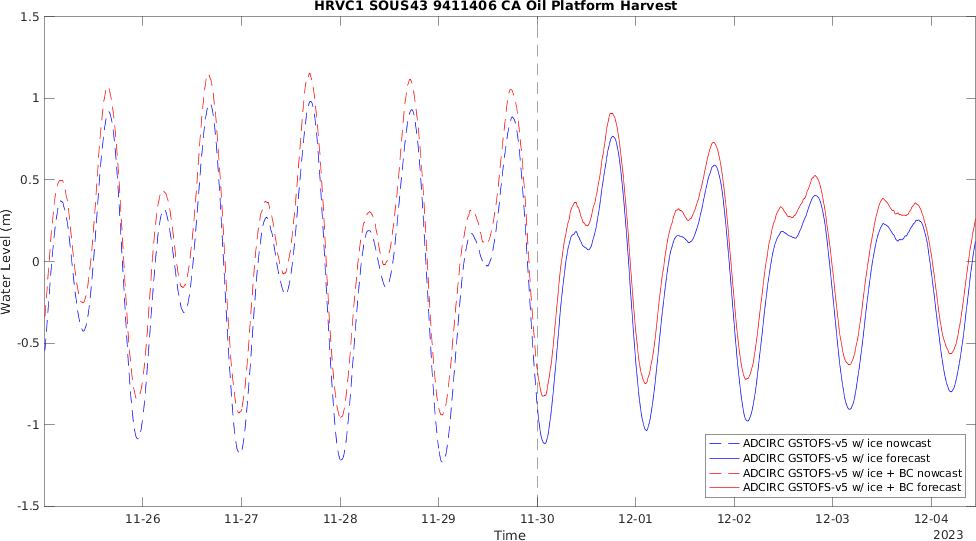 HRVC1 SOUS43 9411406 CA Oil Platform Harvest
Water Level (m)
1.5
1
0.5
0
-0.5
-1
-1.5
ADCIRC GSTOFS-v5 w/ ice nowcast
ADCIRC GSTOFS-v5 w/ ice forecast
ADCIRC GSTOFS-v5 w/ ice + BC nowcast
ADCIRC GSTOFS-v5 w/ ice + BC forecast
11-26 11-27 11-28 11-29 11-30 12-01 12-02 12-03 12-04
Time
2023